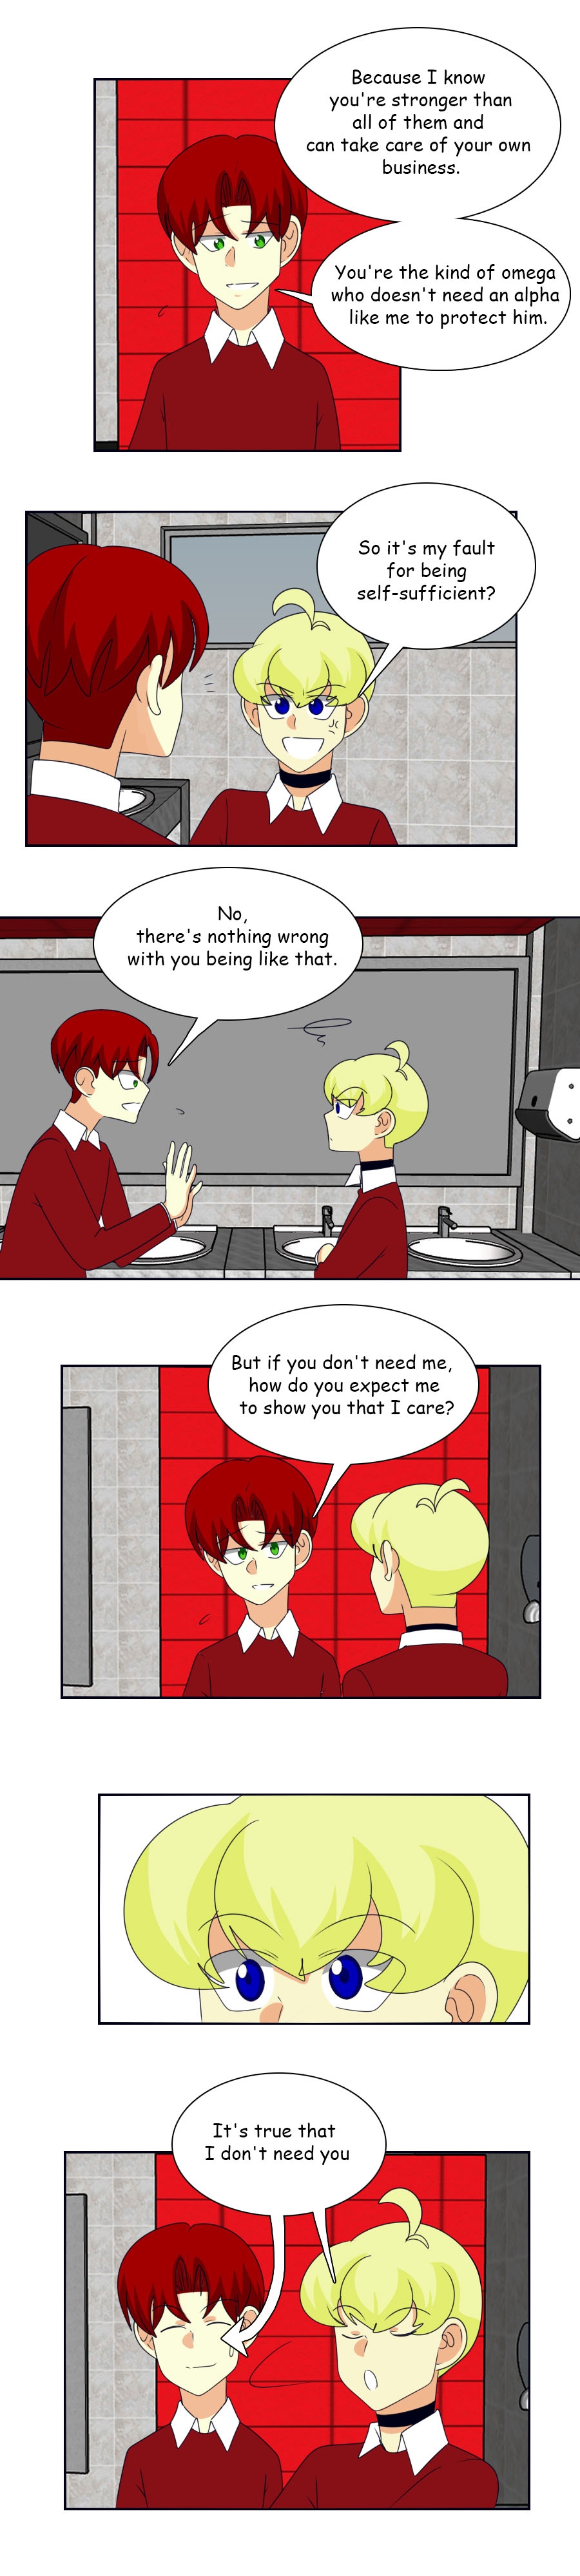 Because I know
you're stronger than
all of them and
can take care of your own
business.
You're the kind of omega
who doesn't need an alpha
like me to protect him.
So it's my fault
for being
self-sufficient?
No,
there's nothing wrong
with you being like that.
But if you don't need me,
how do you expect me
to show you that I care?
It's true that
I don't need you